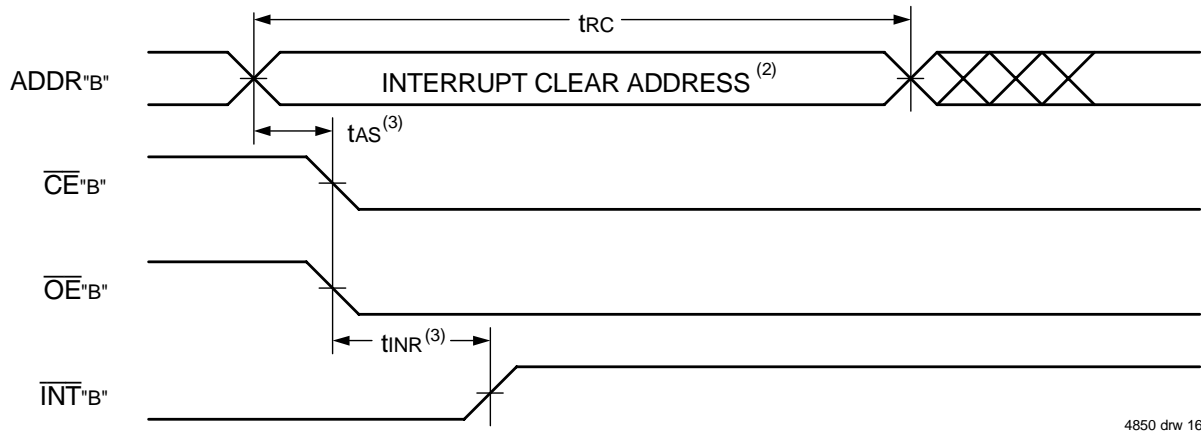 tRC
ADDR"B"
INTERRUPT CLEAR ADDRESS (2)
tAS(3)
CE"B"
OE"B"
tINR(3)
INT"B"
4850 drw 16